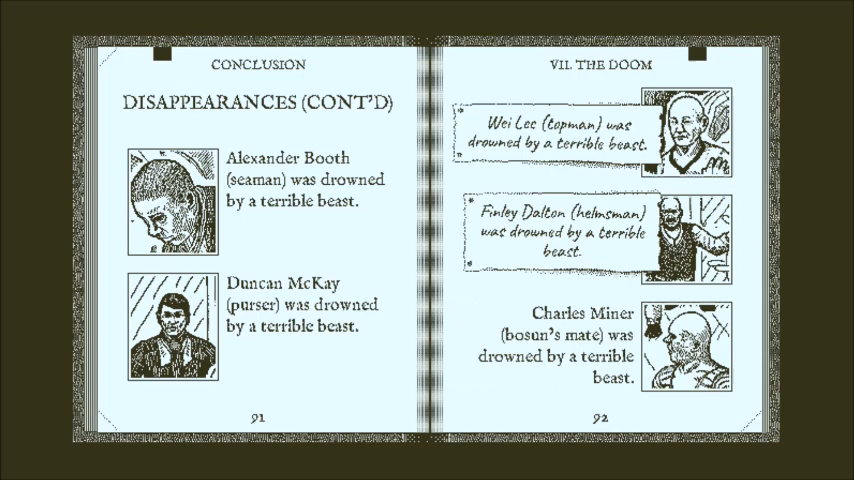 CONCLUSION
DISAPPEARANCES (CONT'D)
Alexander Booth
(seaman) was drowned
by a terrible beast.
Duncan McKay
(purser) was drowned
by a terrible beast.
91
VII. THE DOOM
Wei Lee (topman) was
drowned by a terrible beast.
Finley Dalton (helmsman)
was drowned by a terrible
beast.
Charles Miner
(bosun's mate) was
drowned by a terrible
beast.
92